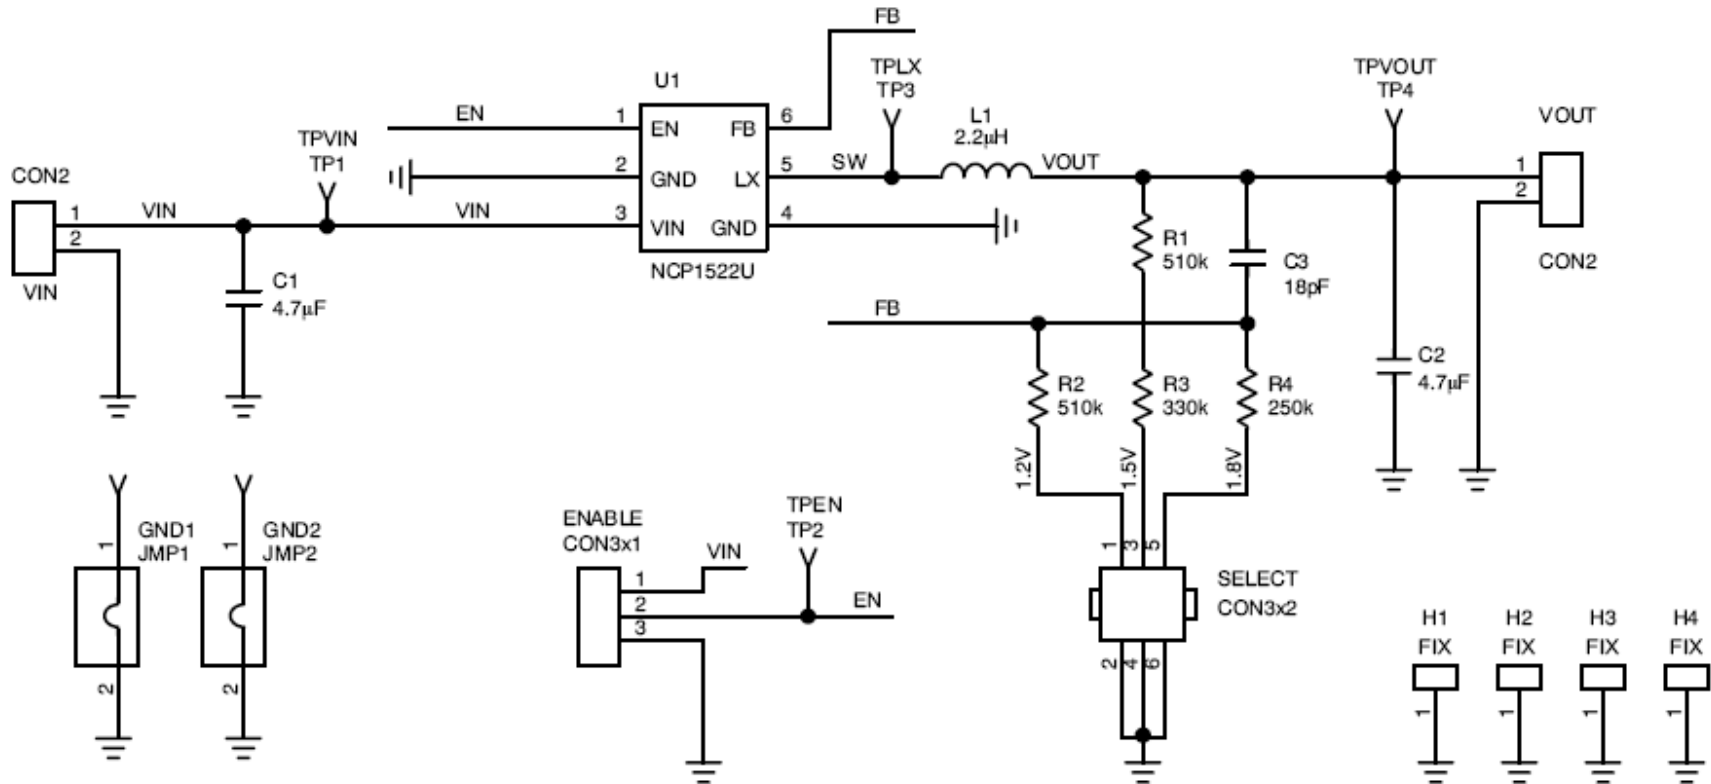 FB
U1
TPLX
TP3
TPVOUT
TP4
L1
2.2μH
VOUT
EN
1
EN
FB
6
TPVIN
TP1
2
GND
LX
5
SW
VOUT
1
2
CON2
1
2
VIN
VIN
3
VIN
GND
4
NCP1522U
VIN
C1
4.7μF
R1
510k
C3
18pF
CON2
FB
R2
510k
R3
330k
R4
250k
C2
4.7μF
1.2V
1.5V
1.8V
GND1
JMP1
1
2
GND2
JMP2
1
2
ENABLE
CON3x1
1
2
3
VIN
TPEN
TP2
EN
1
3
5
SELECT
CON3x2
2
4
6
H1
FIX
1
H2
FIX
1
H3
FIX
1
H4
FIX
1